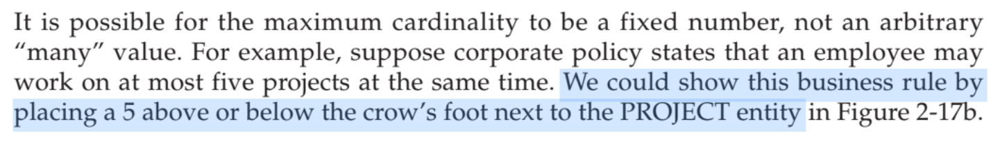 It is possible for the maximum cardinality to be a fixed number, not an arbitrary
“many” value. For example, suppose corporate policy states that an employee may
work on at most five projects at the same time. We could show this business rule by
placing a 5 above or below the crow’s foot next to the PROJECT entity in Figure 2-17b.